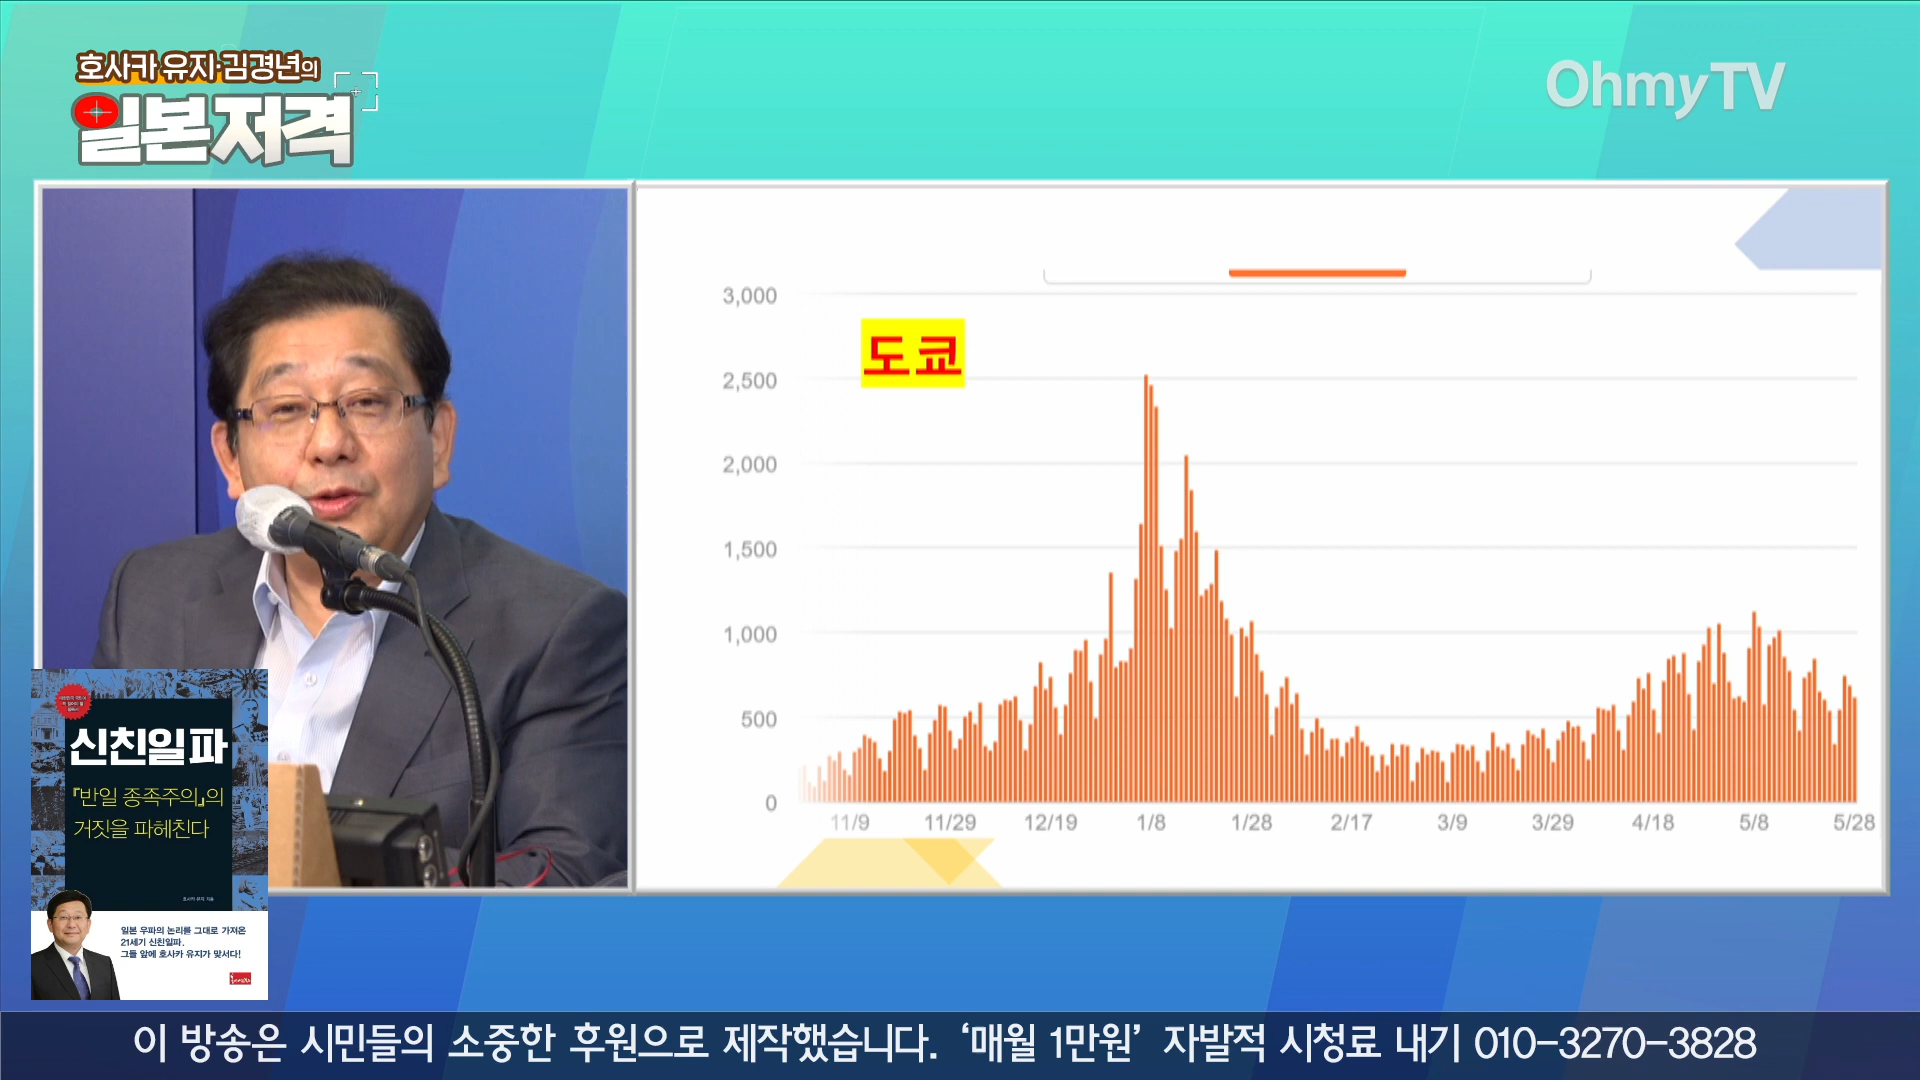 호사카 유지·김경년의
일본저격
OhmyTV
도쿄
3,000
2,500
2,000
1,500
1,000
500
0
11/9 11/29 12/19 1/8 1/28 2/17 3/9 3/29 4/18 5/8 5/28
신친일파
『반일 종족주의』의
거짓을 파헤친다
호사카 유지 지음
일본 우파의 논리를 그대로 가져온
21세기 신친일파.
그들 앞에 호사카 유지가 맞서다!
이 방송은 시민들의 소중한 후원으로 제작했습니다. ‘매월 1만원’ 자발적 시청료 내기 010-3270-3828